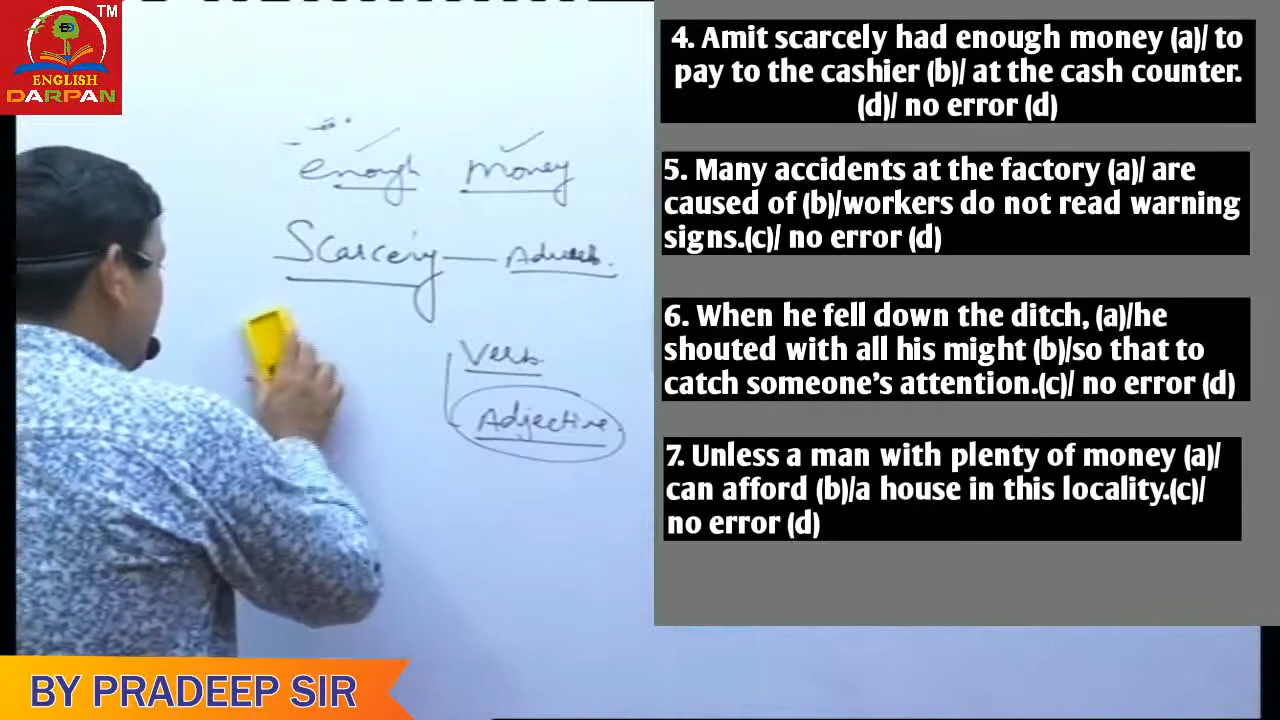 TM
ENGLISH
DARPAN
enough money
Scarcely — Adverb.
Verb
Adjective
4. Amit scarcely had enough money (a)/ to
pay to the cashier (b)/ at the cash counter.
(d)/ no error (d)
5. Many accidents at the factory (a)/ are
caused of (b)/workers do not read warning
signs.(c)/ no error (d)
6. When he fell down the ditch, (a)/he
shouted with all his might (b)/so that to
catch someone's attention.(c)/ no error (d)
7. Unless a man with plenty of money (a)/
can afford (b)/a house in this locality.(c)/
no error (d)
BY PRADEEP SIR